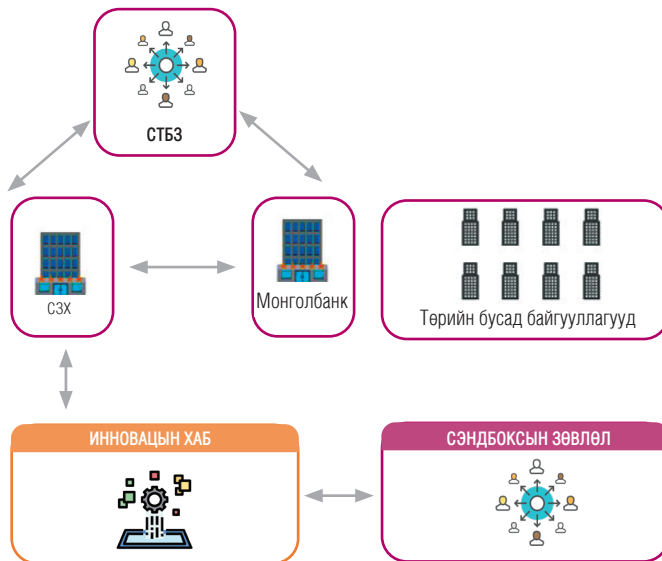 СТБЗ
СЗХ
Монголбанк
Төрийн бусад байгууллагууд
ИННОВАЦЫН ХАБ
СЭНДБОКСЫН ЗӨВЛӨЛ